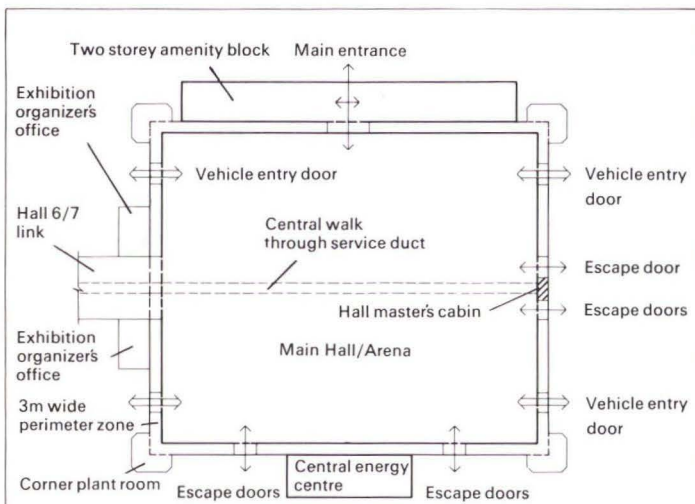 Two storey amenity block
Main entrance
Exhibition
organizer's
office
Vehicle entry door
Vehicle entry
door
Hall 6/7
link
Central walk
through service duct
Escape door
Hall master's cabin
Escape doors
Exhibition
organizer's
office
Main Hall/Arena
3m wide
perimeter zone
Vehicle entry
door
Corner plant room
Escape doors
Central energy
centre
Escape doors